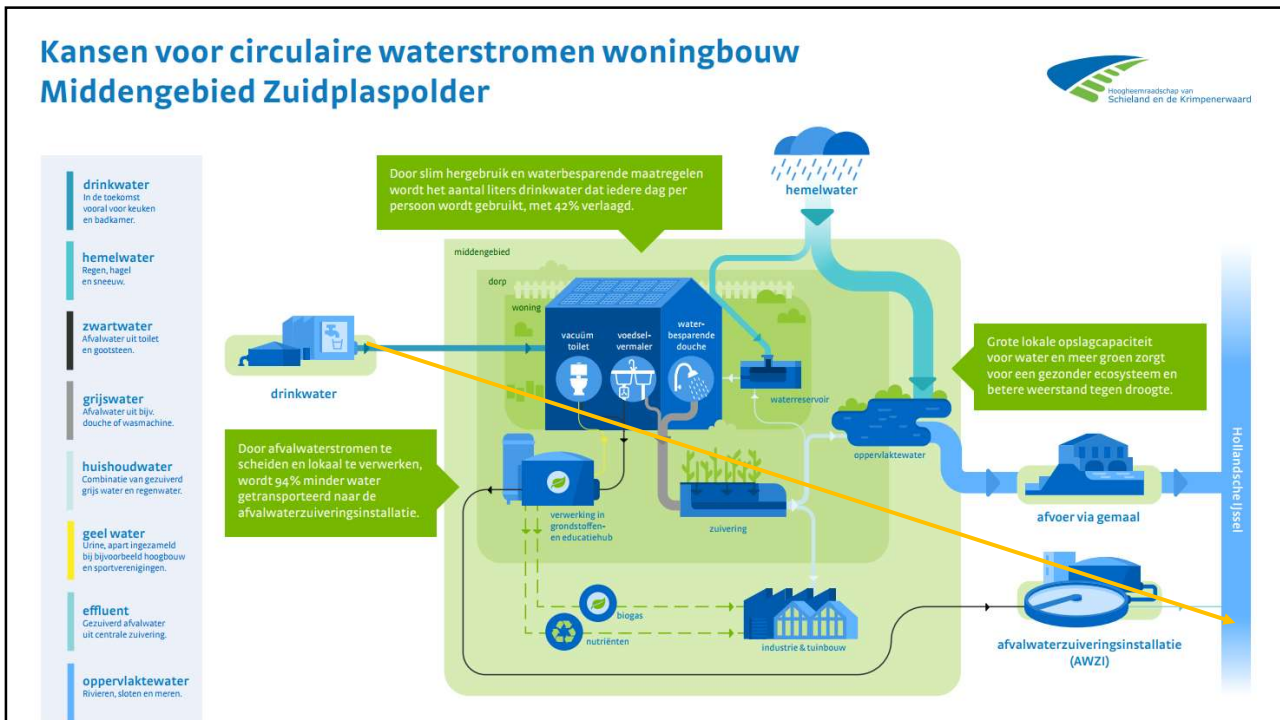 Kansen voor circulaire waterstromen woningbouw
Middengebied Zuidplaspolder
Hoogheemraadschap van
Schieland en de Krimpenerwaard
drinkwater
In de toekomst
vooral voor keuken
en badkamer.
hemelwater
Regen, hagel
en sneeuw.
zwartwater
Afvalwater uit toilet
en gootsteen.
grijswater
Afvalwater uit bijv.
douche of wasmachine.
huishoudwater
Combinatie van gezuiverd
grijs water en regenwater.
geel water
Urine, apart ingezameld
bij bijvoorbeeld hoogbouw
en sportverenigingen.
effluent
Gezuiverd afvalwater
uit centrale zuivering.
oppervlaktewater
Rivieren, sloten en meren.
Door slim hergebruik en waterbesparende maatregelen
wordt het aantal liters drinkwater dat iedere dag per
persoon wordt gebruikt, met 42% verlaagd.
hemelwater
middengebied
dorp
woning
vacuüm
toilet
voedsel-
vermaler
water-
besparende
douche
drinkwater
waterreservoir
Grote lokale opslagcapaciteit
voor water en meer groen zorgt
voor een gezonder ecosysteem en
betere weerstand tegen droogte.
oppervlaktewater
Door afvalwaterstromen te
scheiden en lokaal te verwerken,
wordt 94% minder water
getransporteerd naar de
afvalwaterzuiveringsinstallatie.
verwerking in
grondstoffen-
en educatiehub
zuivering
afvoer via gemaal
Hollandsche Ijssel
biogas
nutriënten
industrie & tuinbouw
afvalwaterzuiveringsinstallatie
(AWZI)